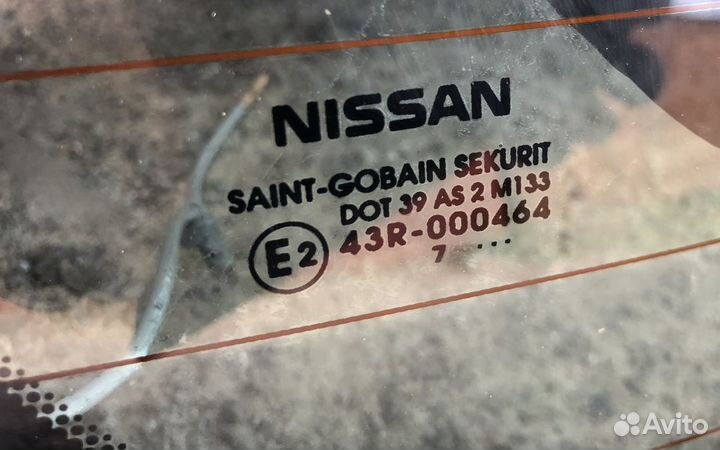 NISSAN
SAINT-GOBAIN SEKURIT
DOT 39 AS 2 M133
E2 43R-000464
7 ...
Avito